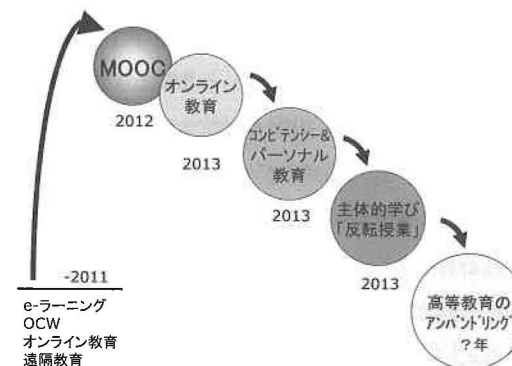 MOOC
2012
オンライン
教育
2013
コンピテンシー&
パーソナル
教育
2013
主体的学び
「反転授業」
2013
高等教育の
アンバンドリング
?年
-2011
e-ラーニング
OCW
オンライン教育
遠隔教育